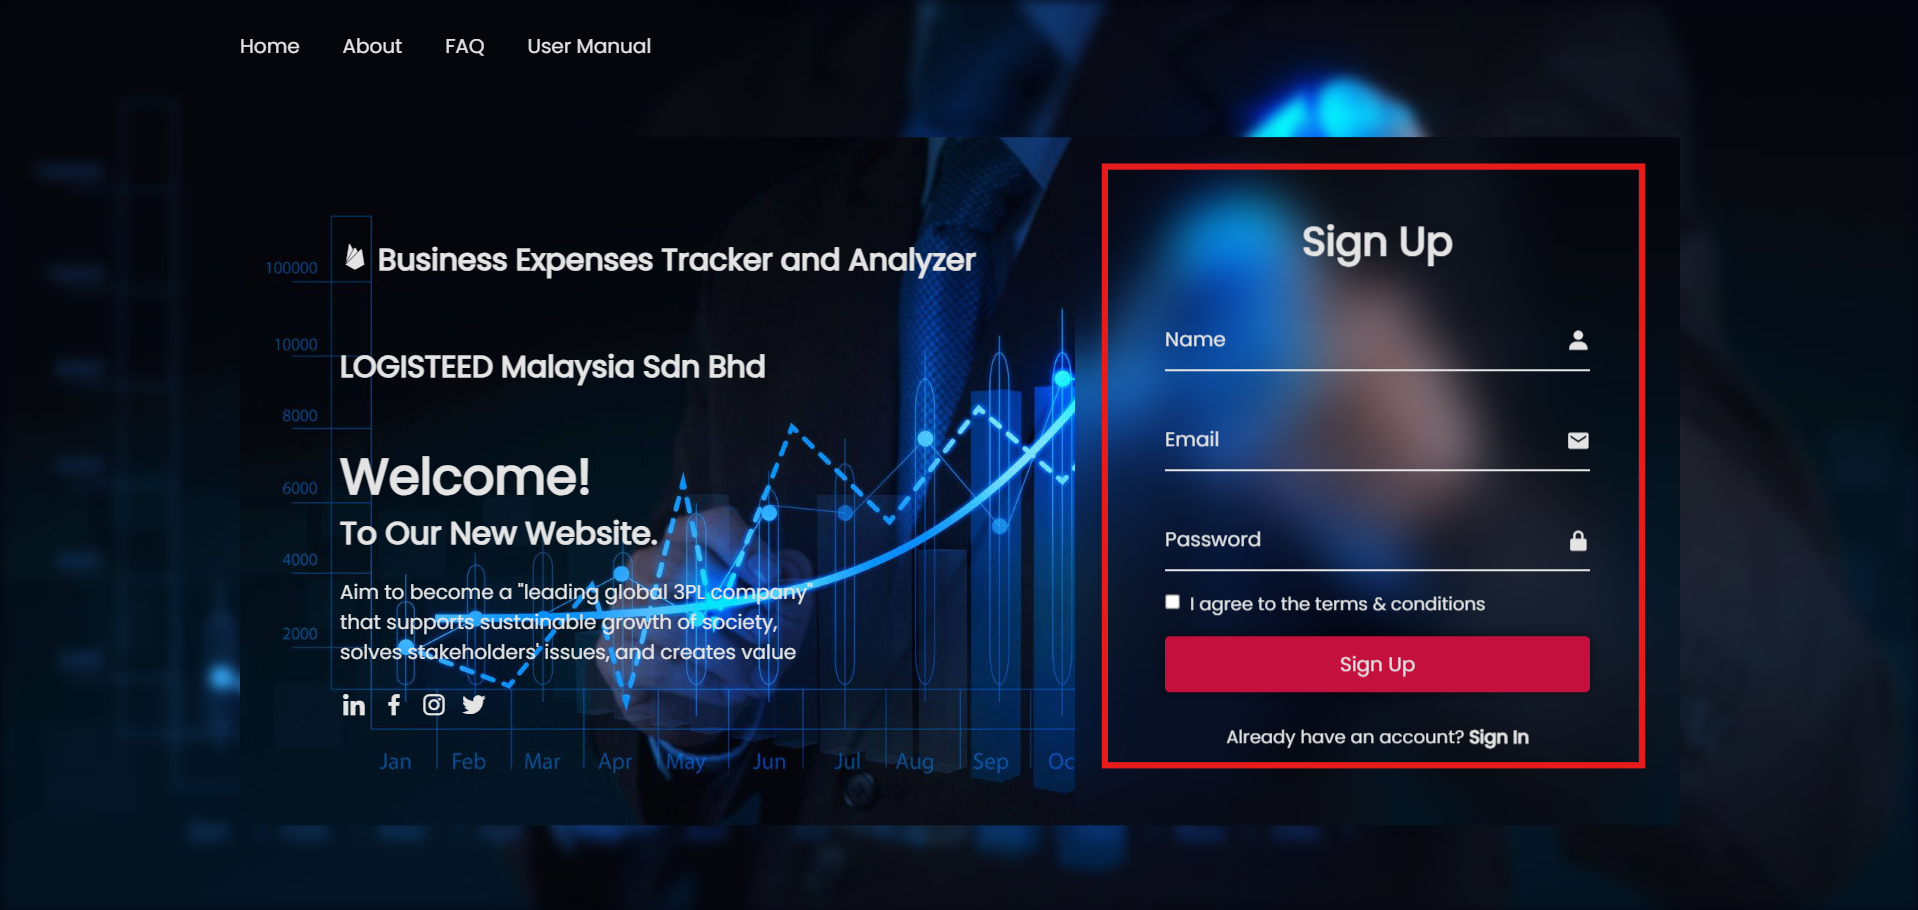 Home About FAQ User Manual
Business Expenses Tracker and Analyzer
LOGISTEED Malaysia Sdn Bhd
Welcome!
To Our New Website.
Aim to become a "leading global 3PL company"
that supports sustainable growth of society,
solves stakeholders' issues, and creates value
100000
10000
8000
6000
4000
2000
Jan Feb Mar Apr May Jun Jul Aug Sep Oc
Sign Up
Name
Email
Password
I agree to the terms & conditions
Sign Up
Already have an account? Sign In